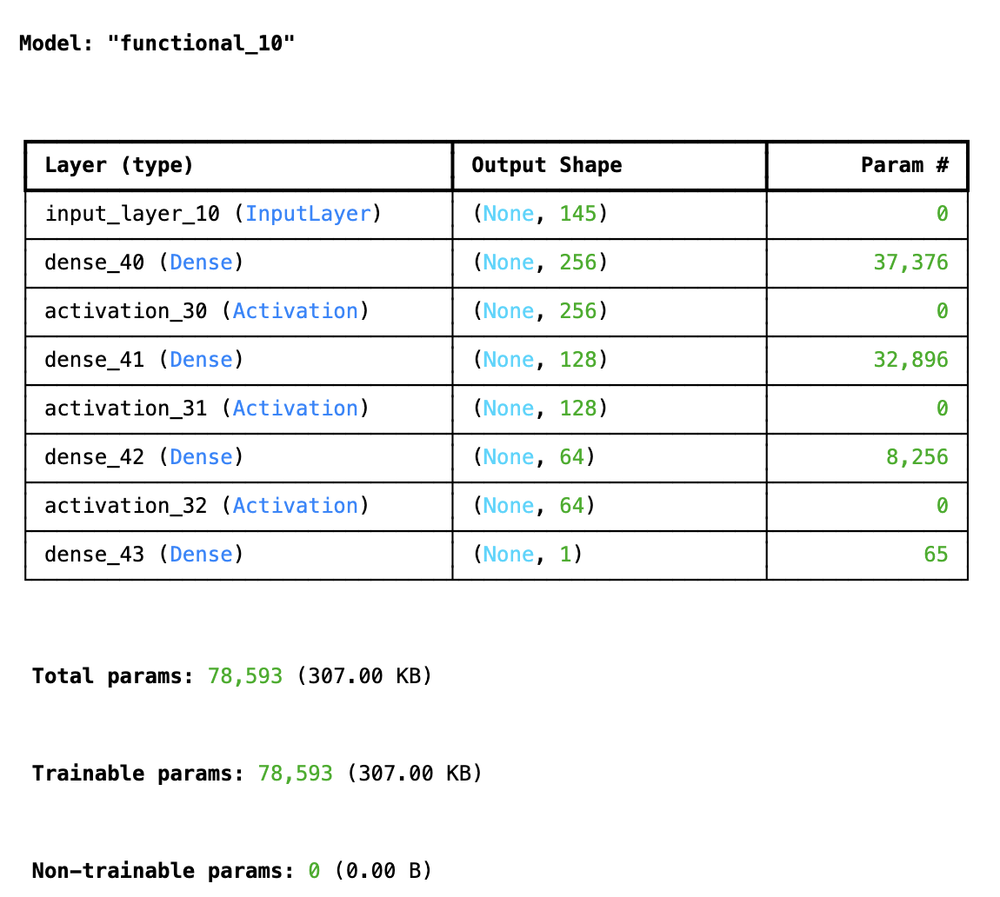 Model: "functional_10"
Layer (type) Output Shape Param #
input_layer_10 (InputLayer) (None, 145) 0
dense_40 (Dense) (None, 256) 37,376
activation_30 (Activation) (None, 256) 0
dense_41 (Dense) (None, 128) 32,896
activation_31 (Activation) (None, 128) 0
dense_42 (Dense) (None, 64) 8,256
activation_32 (Activation) (None, 64) 0
dense_43 (Dense) (None, 1) 65
Total params: 78,593 (307.00 KB)
Trainable params: 78,593 (307.00 KB)
Non-trainable params: 0 (0.00 B)